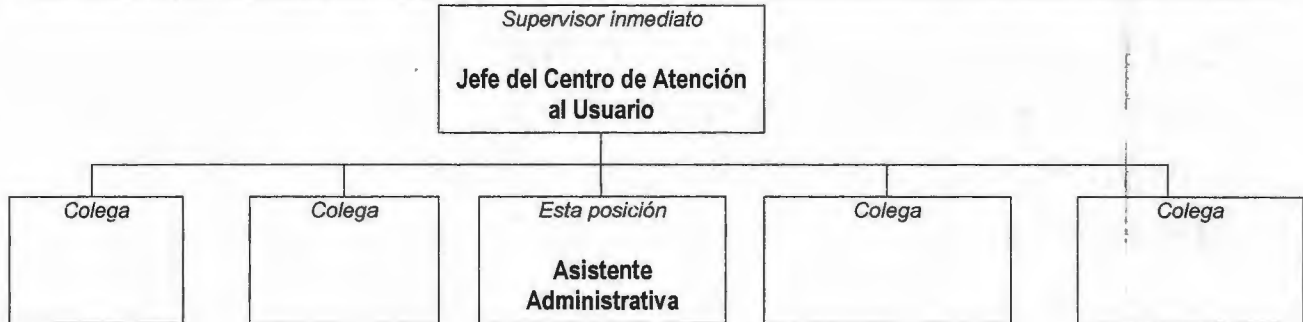 Supervisor inmediato
Jefe del Centro de Atención
al Usuario
Colega
Colega
Esta posición
Asistente
Administrativa
Colega
Colega